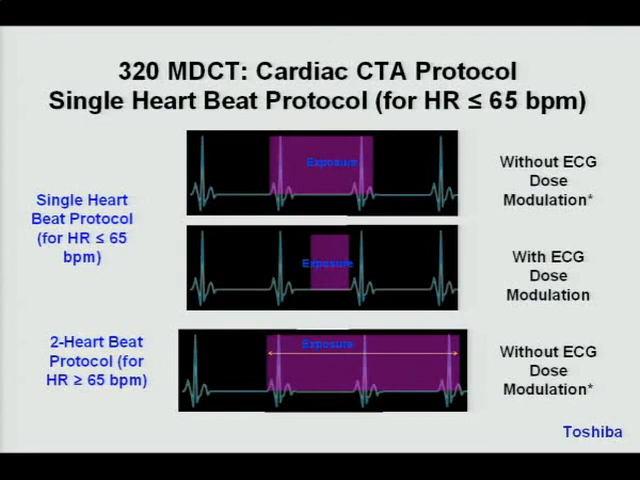 320 MDCT: Cardiac CTA Protocol
Single Heart Beat Protocol (for HR ≤ 65 bpm)
Single Heart
Beat Protocol
(for HR ≤ 65
bpm)
Exposure
Without ECG
Dose
Modulation*
Exposure
With ECG
Dose
Modulation
2-Heart Beat
Protocol (for
HR ≥ 65 bpm)
Exposure
Without ECG
Dose
Modulation*
Toshiba